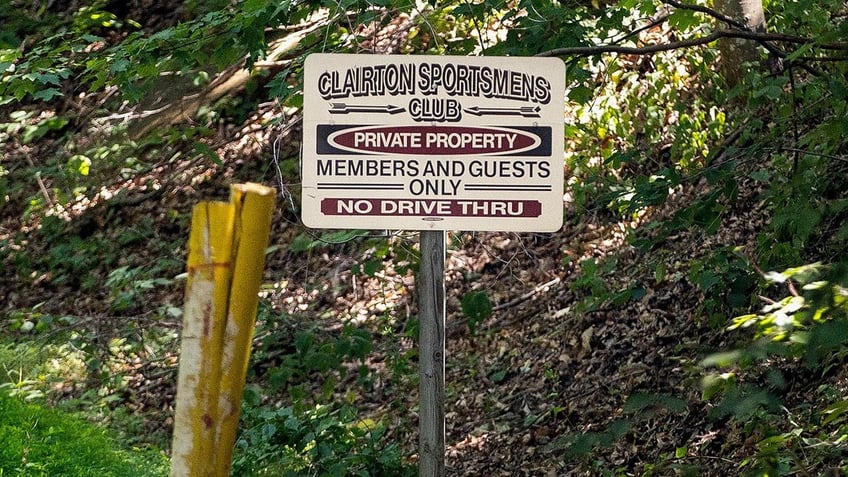 CLAIRTON SPORTSMENS
CLUB
PRIVATE PROPERTY
MEMBERS AND GUESTS
ONLY
NO DRIVE THRU